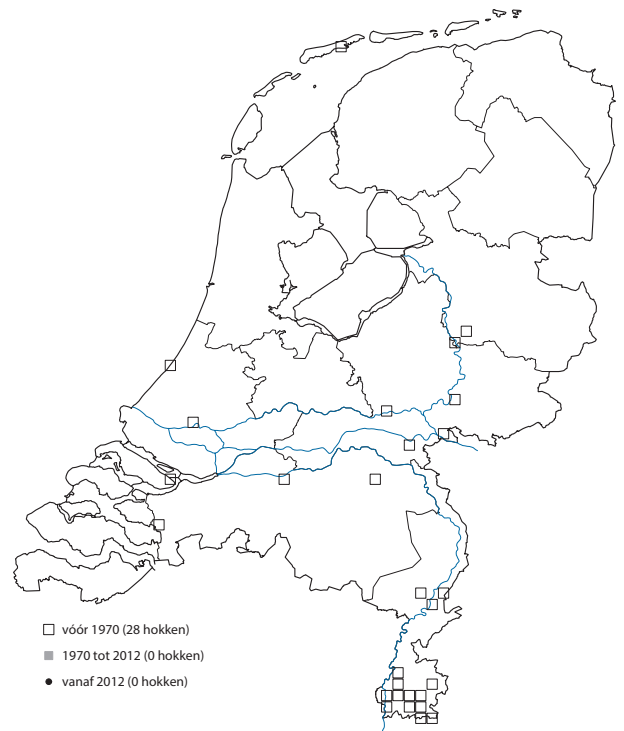 vóór 1970 (28 hokken)
1970 tot 2012 (0 hokken)
vanaf 2012 (0 hokken)